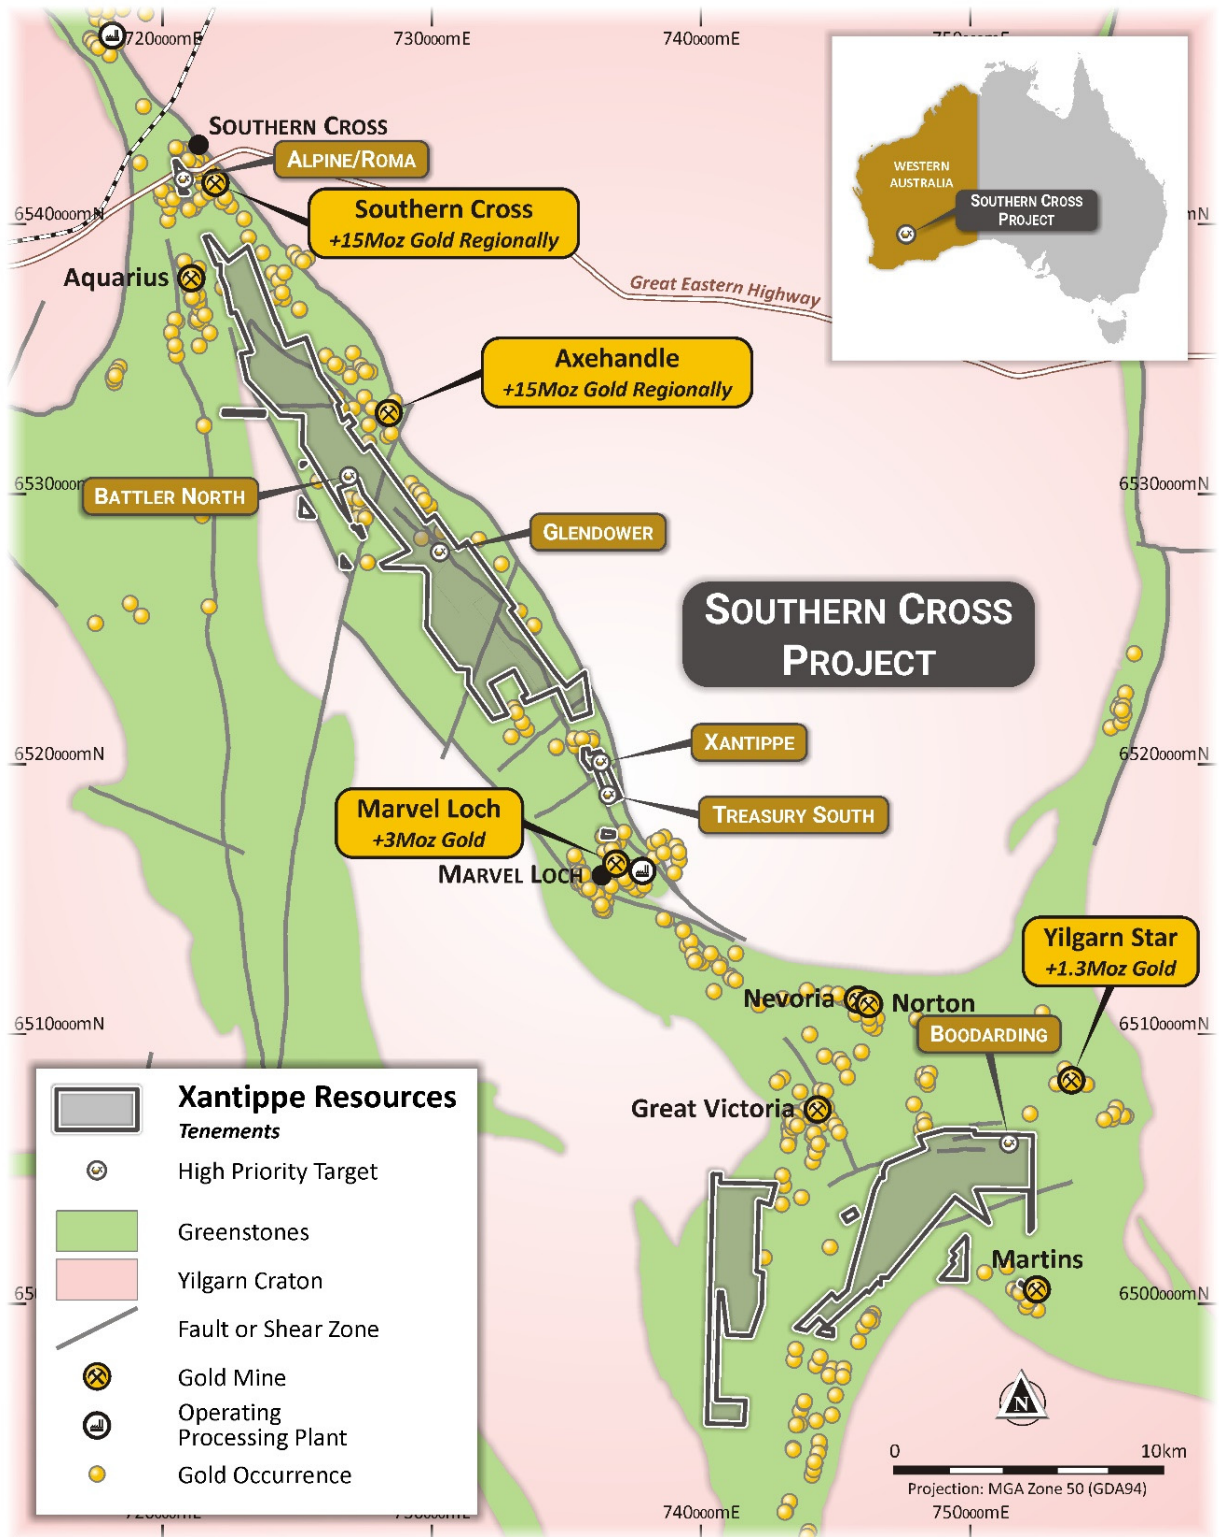 720000mE
730000mE
740000mE
750000mE
SOUTHERN CROSS
ALPINE/ROMA
Southern Cross
+15Moz Gold Regionally
WESTERN
AUSTRALIA
SOUTHERN CROSS
PROJECT
6540000mN
mN
Aquarius
Great Eastern Highway
Axehandle
+15Moz Gold Regionally
6530000m
6530000mN
BATTLER NORTH
GLENDOWER
SOUTHERN CROSS
PROJECT
6520000mN
6520000mN
XANTIPPE
TREASURY SOUTH
Marvel Loch
+3Moz Gold
MARVEL LOCH
Yilgarn Star
+1.3Moz Gold
Nevoria
Norton
6510000mN
6510000mN
BOODARDING
Great Victoria
Martins
6500000mN
Xantippe Resources
Tenements
High Priority Target
Greenstones
Yilgarn Craton
Fault or Shear Zone
Gold Mine
Operating
Processing Plant
Gold Occurrence
N
0
10km
Projection: MGA Zone 50 (GDA94)
740000mE
750000mE